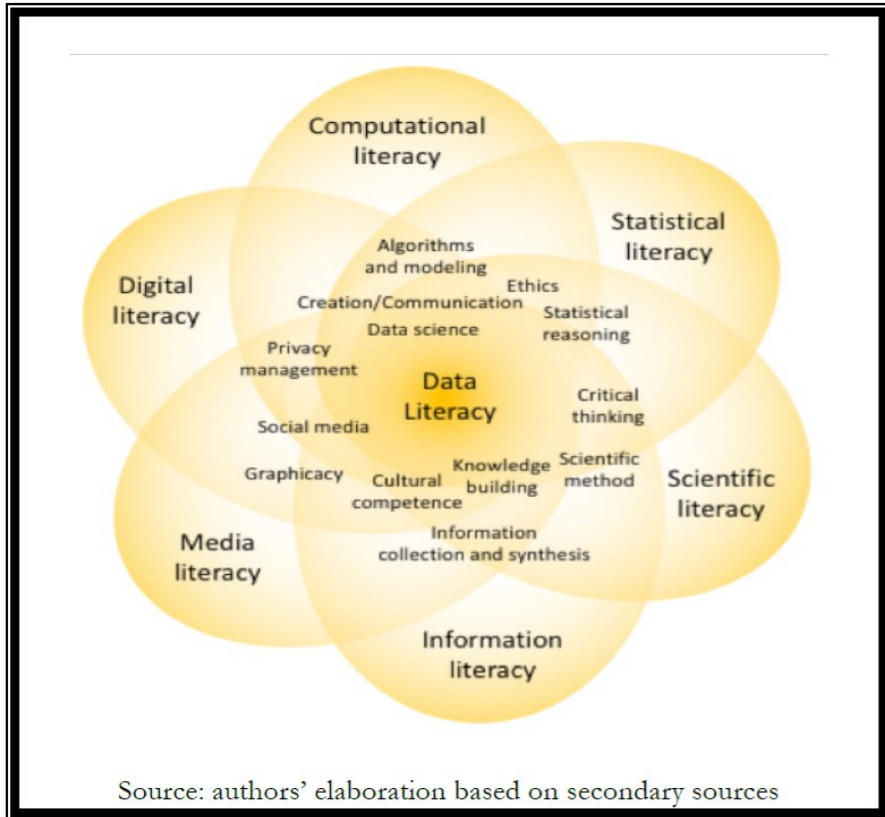 Computational
literacy
Statistical
literacy
Digital
literacy
Algorithms
and modeling
Ethics
Creation/Communication
Statistical
reasoning
Data science
Privacy
management
Data
Literacy
Critical
thinking
Social media
Graphicacy
Cultural
competence
Knowledge
building
Scientific
method
Scientific
literacy
Information
collection and synthesis
Media
literacy
Information
literacy
Source: authors’ elaboration based on secondary sources